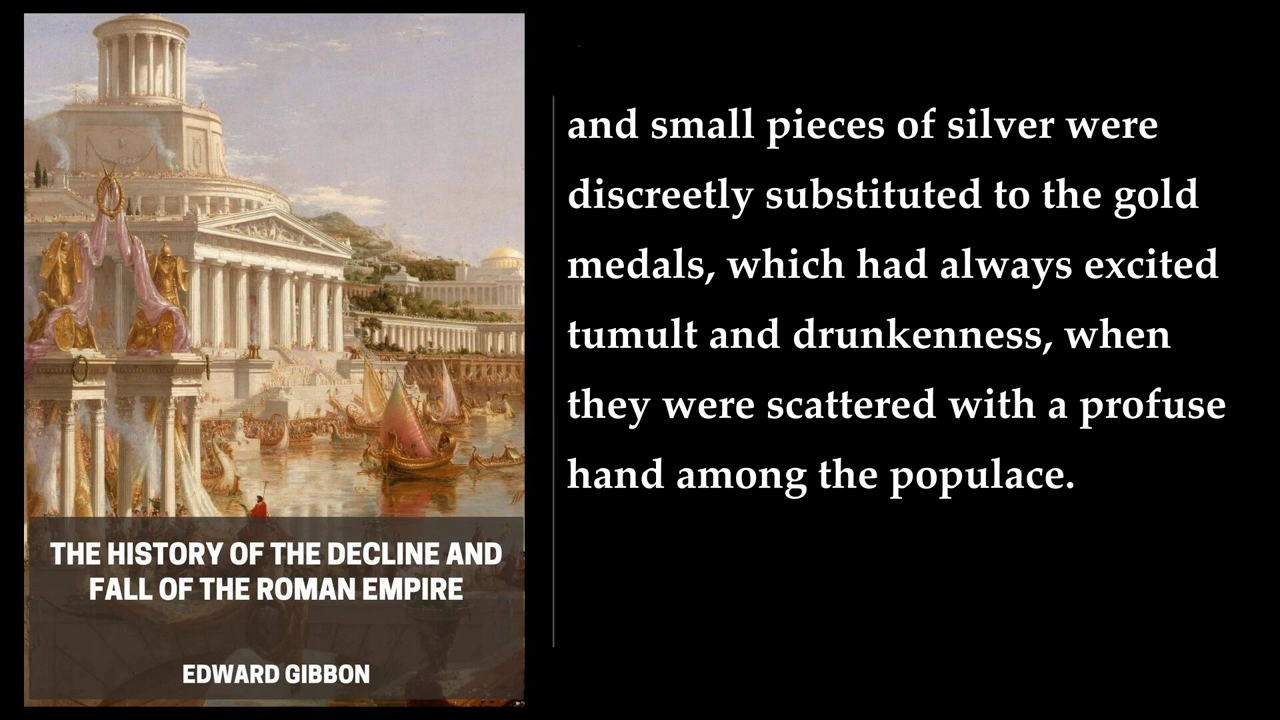 THE HISTORY OF THE DECLINE AND
FALL OF THE ROMAN EMPIRE
EDWARD GIBBON
and small pieces of silver were
discreetly substituted to the gold
medals, which had always excited
tumult and drunkenness, when
they were scattered with a profuse
hand among the populace.